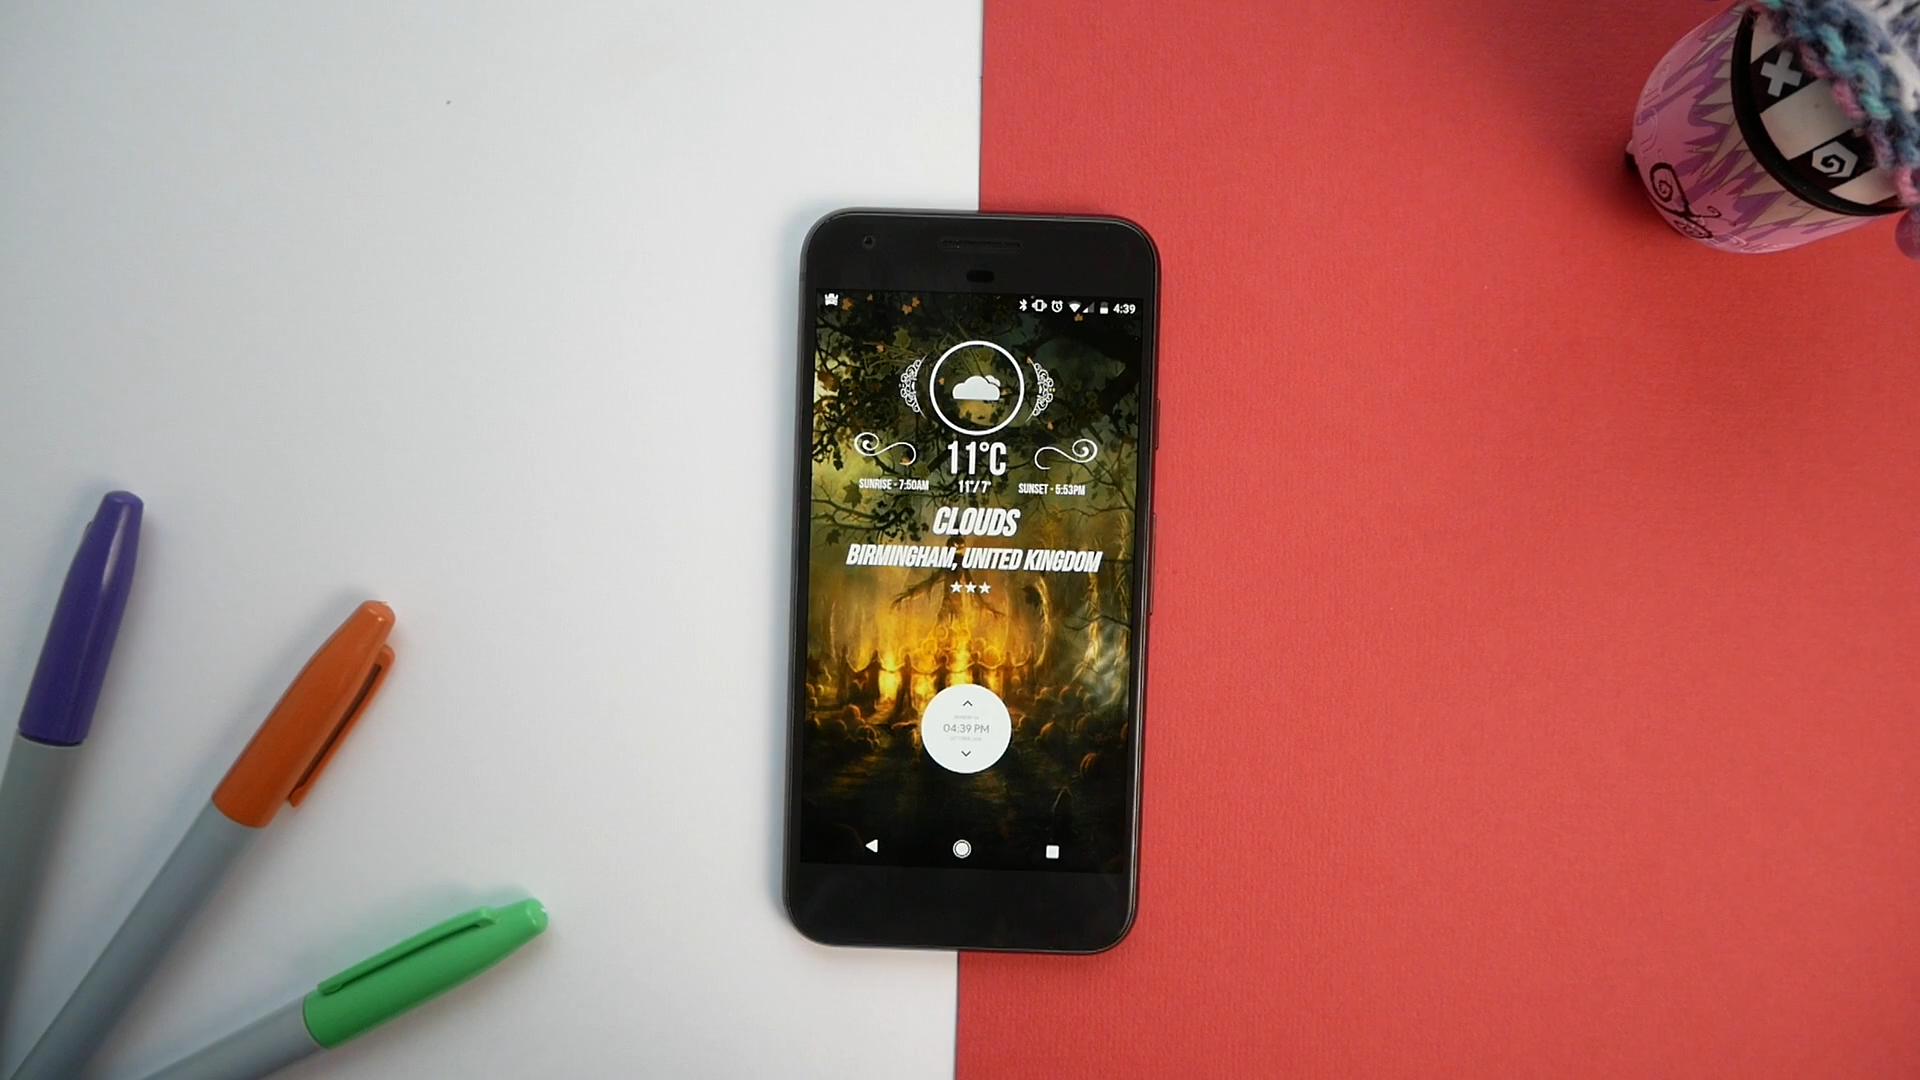 4:39
11°C
SUNRISE - 7:50AM 11°/7° SUNSET - 5:53PM
CLOUDS
BIRMINGHAM, UNITED KINGDOM
04:39 PM